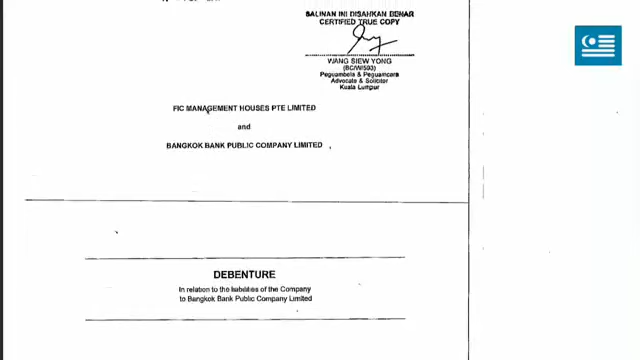 SALINAN INI DISAHKAN BENAR
CERTIFIED TRUE COPY
WANG SIEW YONG
(BC/W/593)
Peguambela & Peguamcara
Advocate & Solicitor
Kuala Lumpur
FIC MANAGEMENT HOUSES PTE LIMITED
and
BANGKOK BANK PUBLIC COMPANY LIMITED
DEBENTURE
In relation to the liabilities of the Company
to Bangkok Bank Public Company Limited